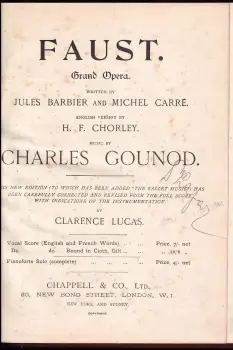 FAUST.
Grand Opera.
WRITTEN BY
JULES BARBIER AND MICHEL CARRÉ.
ENGLISH VERSION BY
H. F. CHORLEY.
MUSIC BY
CHARLES GOUNOD.
NEW EDITION (TO WHICH HAS BEEN ADDED THE BALLET MUSIC) HAS
BEEN CAREFULLY CORRECTED AND REVISED FROM THE FULL SCORE,
WITH INDICATIONS OF THE INSTRUMENTATION
BY
CLARENCE LUCAS.
Vocal Score (English and French Words) .. .. Price, 7/- net
Do. do. Bound in Cloth, Gilt .. ..
Pianoforte Solo (complete) .. .. .. .. Price, 4/- net
CHAPPELL & CO., LTD.,
50, NEW BOND STREET, LONDON, W.1.
NEW YORK AND SYDNEY.